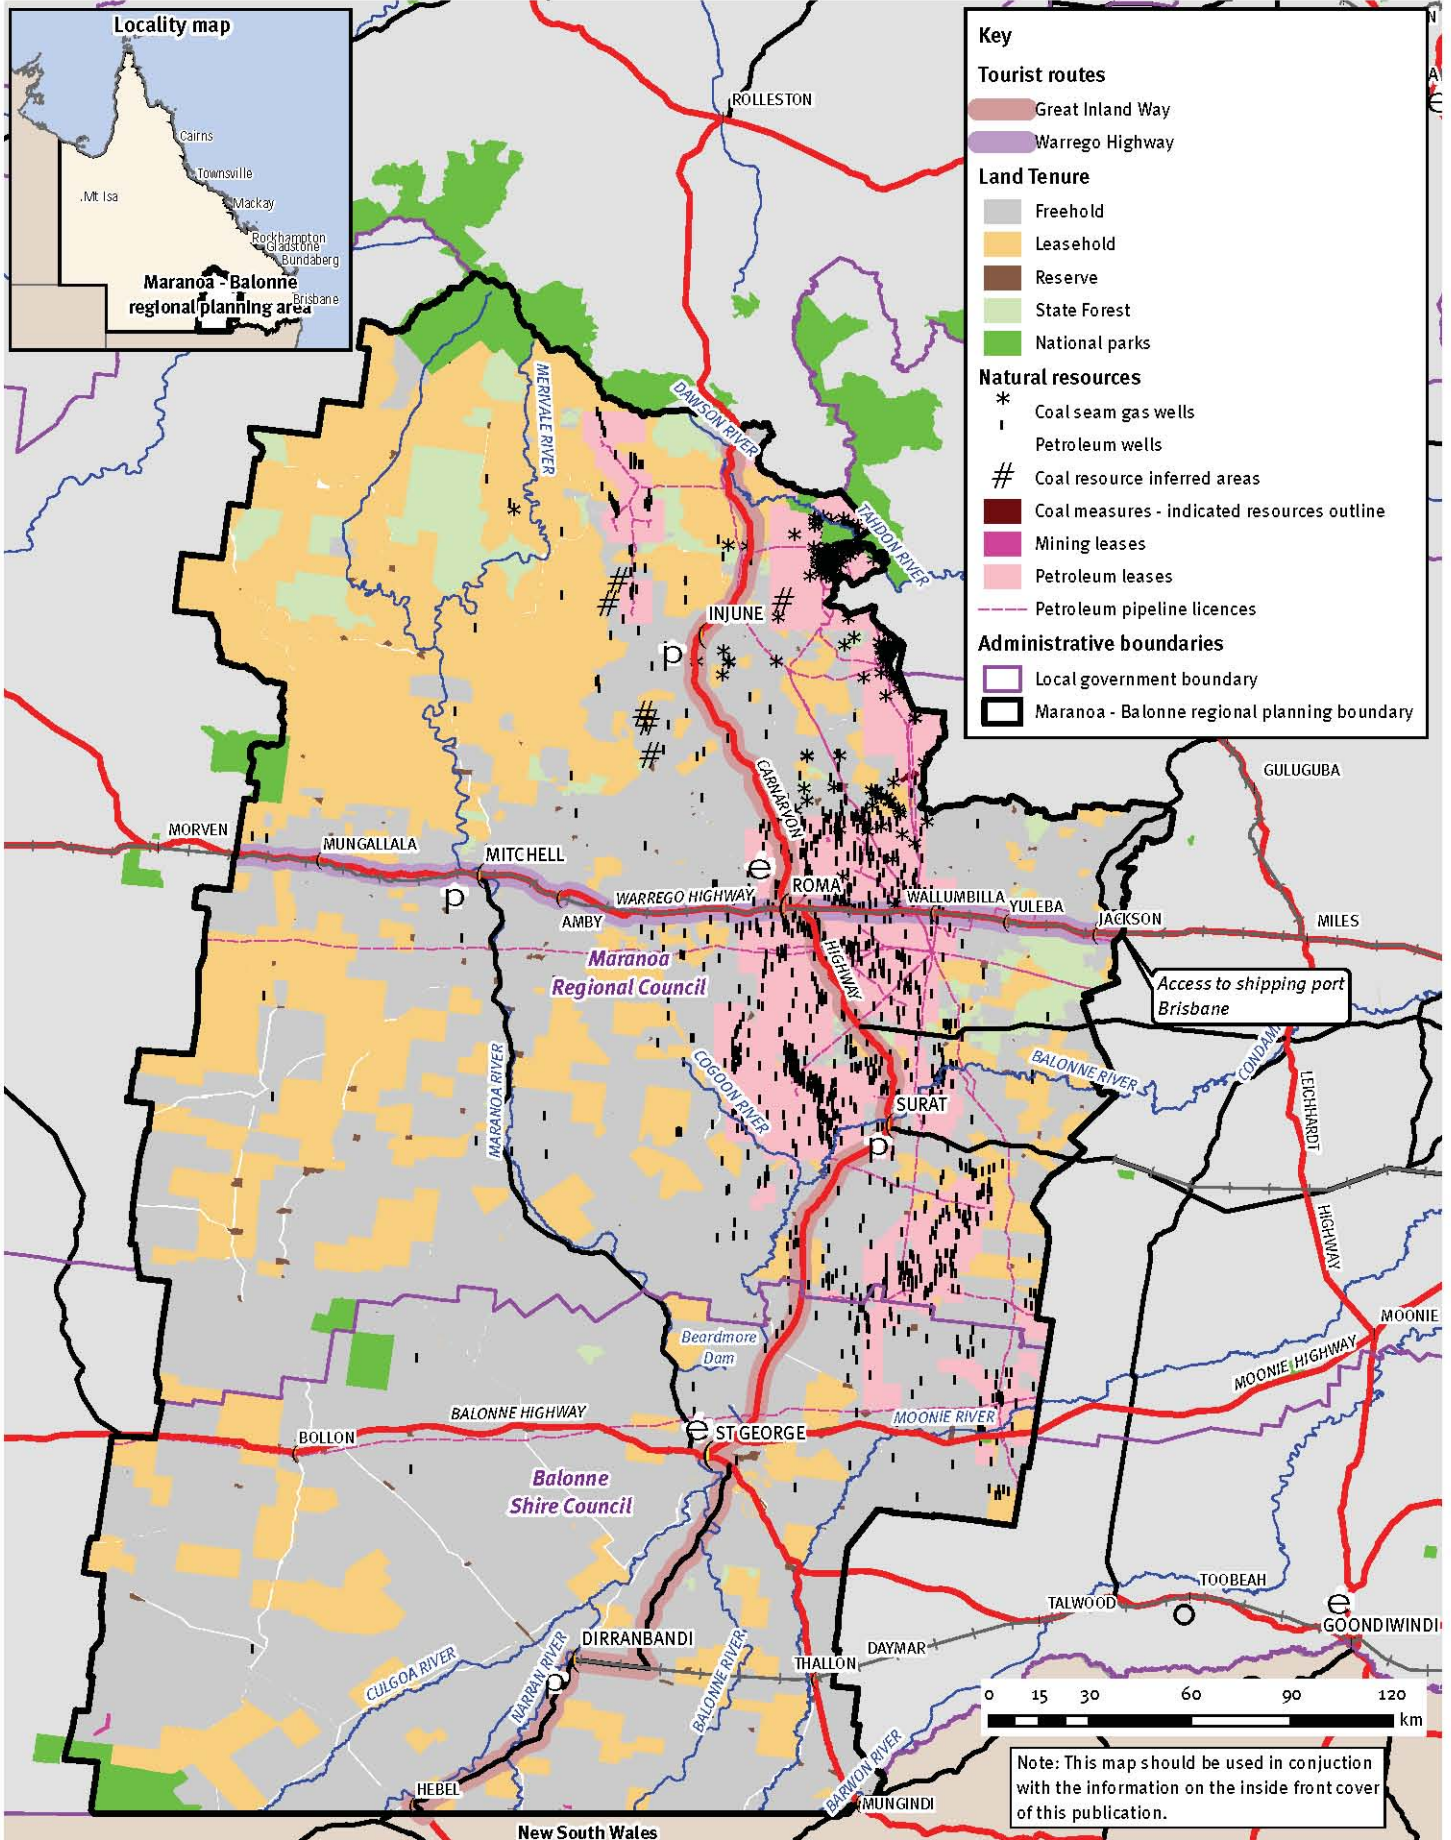 Locality map
Cairns
Townsville
.Mt Isa
Mackay
Rockhampton
Gladstone
Bundaberg
Maranoa - Balonne
regional planning area
Brisbane
Key
Tourist routes
Great Inland Way
Warrego Highway
Land Tenure
Freehold
Leasehold
Reserve
State Forest
National parks
Natural resources
* Coal seam gas wells
Petroleum wells
# Coal resource inferred areas
Coal measures - indicated resources outline
Mining leases
Petroleum leases
Petroleum pipeline licences
Administrative boundaries
Local government boundary
Maranoa - Balonne regional planning boundary
ROLLESTON
MERIVALE RIVER
DAWSON RIVER
TAHDON RIVER
INJUNE
p
CARNARVON
GULUGUBA
MORVEN
MUNGALLALA
MITCHELL
p
AMBY
WARREGO HIGHWAY
e
ROMA
WALLUMBILLA
YULEBA
JACKSON
MILES
HIGHWAY
Maranoa
Regional Council
Access to shipping port
Brisbane
MARANOA RIVER
COGOON RIVER
BALONNE RIVER
CONDAMI
SURAT
p
LEICHHARDT
HIGHWAY
Beardmore
Dam
MOONIE
MOONIE HIGHWAY
BALONNE HIGHWAY
MOONIE RIVER
BOLLON
e
ST GEORGE
Balonne
Shire Council
TOOBEAH
TALWOOD
e
GOONDIWINDI
DIRRANBANDI
DAYMAR
THALLON
CULGOA RIVER
NARRAN RIVER
p
BALONNE RIVER
BARWON RIVER
HEBEL
MUNGINDI
New South Wales
0 15 30 60 90 120
km
Note: This map should be used in conjuction
with the information on the inside front cover
of this publication.